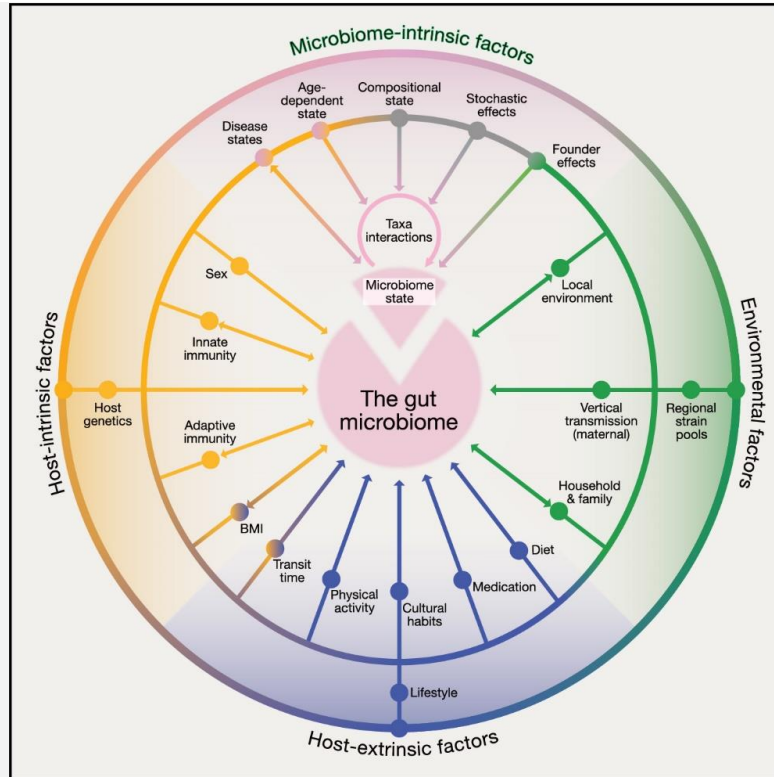 Microbiome-intrinsic factors
Age-
dependent
state
Compositional
state
Stochastic
effects
Disease
states
Founder
effects
Taxa
interactions
Microbiome
state
Sex
Local
environment
Innate
immunity
Host-intrinsic factors
Environmental factors
The gut
microbiome
Host
genetics
Vertical
transmission
(maternal)
Regional
strain
pools
Adaptive
immunity
Household
& family
BMI
Transit
time
Diet
Physical
activity
Cultural
habits
Medication
Lifestyle
Host-extrinsic factors